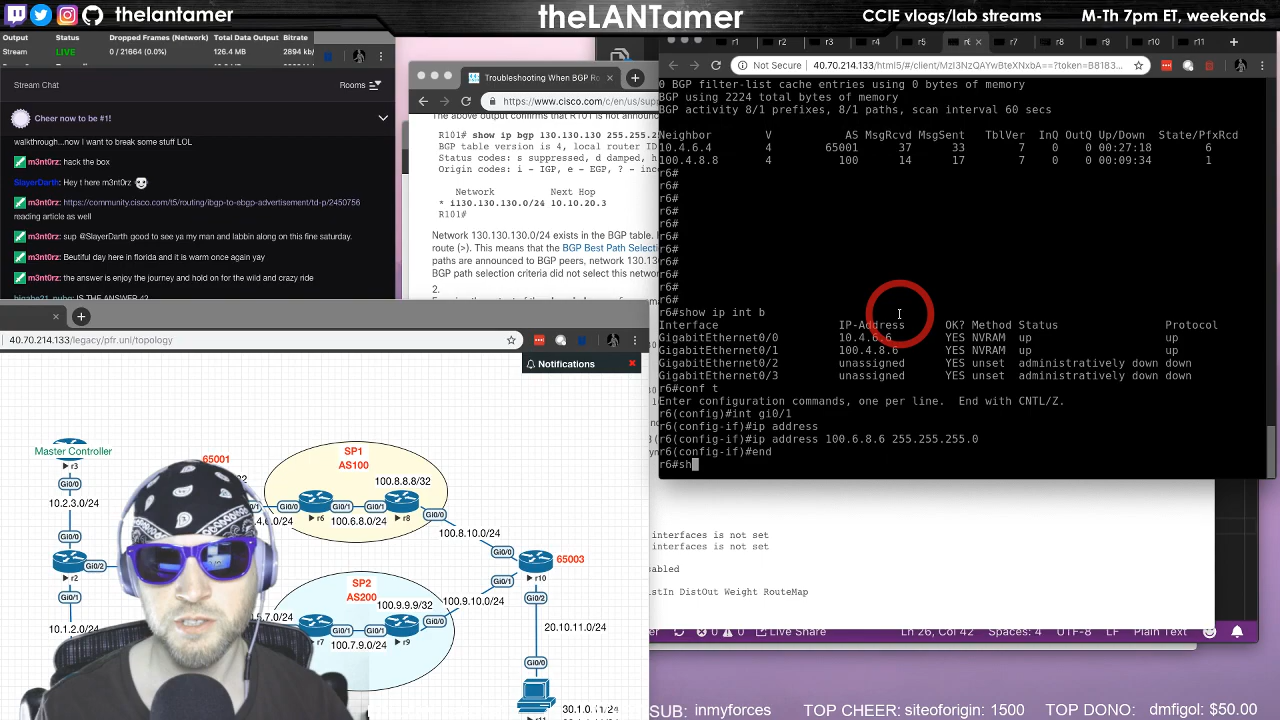 thelantamer
theLANTamer
CCIE vlogs/lab streams
M-Th 7pm ET, weekends
Output Status Dropped Frames (Network) Total Data Output Bitrate
Stream LIVE 0 / 21664 (0.0%) 126.4 MB 2894 kb/
Stream Chat
Rooms
Cheer now to be #1!
walkthrough...now I want to break some stuff LOL
m3nt0rz: hack the box
SlayerDarth: Hey t here m3nt0rz
m3nt0rz: https://community.cisco.com/t5/routing/ibgp-to-ebgp-advertisement/td-p/2450756
reading article as well
m3nt0rz: sup @SlayerDarth good to see ya my man and labbin along on this fine saturday.
m3nt0rz: Beutiful day here in florida and it is warm once again yay
m3nt0rz: the answer is enjoy the journey and hold on for the wild and crazy ride
Troubleshooting When BGP Ro
https://www.cisco.com/c/en/us/supp
The above output confirms that R101 is not announc
R101# show ip bgp 130.130.130 255.255.2
BGP table version is 4, local router ID
Status codes: s suppressed, d damped, h
Origin codes: i - IGP, e - EGP, ? - inco
Network Next Hop
* i130.130.130.0/24 10.10.20.3
R101#
Network 130.130.130.0/24 exists in the BGP table. I
route (>). This means that the BGP Best Path Selecti
paths are announced to BGP peers, network 130.13
BGP path selection criteria did not select this networ
2.
r1 r2 r3 r4 r5 r6 r7 r8 r9 r10 r11
Not Secure 40.70.214.133/html5/#/client/MzI3NzQAYwBteXNxbA==?token=B8183...
0 BGP filter-list cache entries using 0 bytes of memory
BGP using 2224 total bytes of memory
BGP activity 8/1 prefixes, 8/1 paths, scan interval 60 secs
Neighbor V AS MsgRcvd MsgSent TblVer InQ OutQ Up/Down State/PfxRcd
10.4.6.4 4 65001 37 33 7 0 0 00:27:18 6
100.4.8.8 4 100 14 17 7 0 0 00:09:34 1
r6#
r6#
r6#
r6#
r6#
r6#
r6#
r6#
r6#
r6#
r6#
r6#show ip int b
Interface IP-Address OK? Method Status Protocol
GigabitEthernet0/0 10.4.6.6 YES NVRAM up up
GigabitEthernet0/1 100.4.8.6 YES NVRAM up up
GigabitEthernet0/2 unassigned YES unset administratively down down
GigabitEthernet0/3 unassigned YES unset administratively down down
r6#conf t
Enter configuration commands, one per line. End with CNTL/Z.
r6(config)#int gi0/1
r6(config-if)#ip address
r6(config-if)#ip address 100.6.8.6 255.255.255.0
r6(config-if)#end
r6#sh
40.70.214.133/legacy/pfr.unl/topology
Notifications
Master Controller
r3
Gi0/0
10.2.3.0/24
Gi0/0
r2
Gi0/2
Gi0/1
10.1.2.0/24
65001
SP1
AS100
100.8.8.8/32
Gi0/0
r6
Gi0/1
100.6.8.0/24
Gi0/1
r8
Gi0/0
100.8.10.0/24
Gi0/0
65003
r10
Gi0/1
Gi0/2
SP2
AS200
100.9.9.9/32
r7
Gi0/1
100.7.9.0/24
Gi0/1
r9
Gi0/0
100.9.10.0/24
20.10.11.0/24
Gi0/0
interfaces is not set
interfaces is not set
abled
istIn DistOut Weight RouteMap
0 0 Live Share Ln 26, Col 42 Spaces: 4 UTF-8 LF Plain Text
SUB: inmyforces TOP CHEER: siteoforigin: 1500 TOP DONO: dmfigol: $50.00